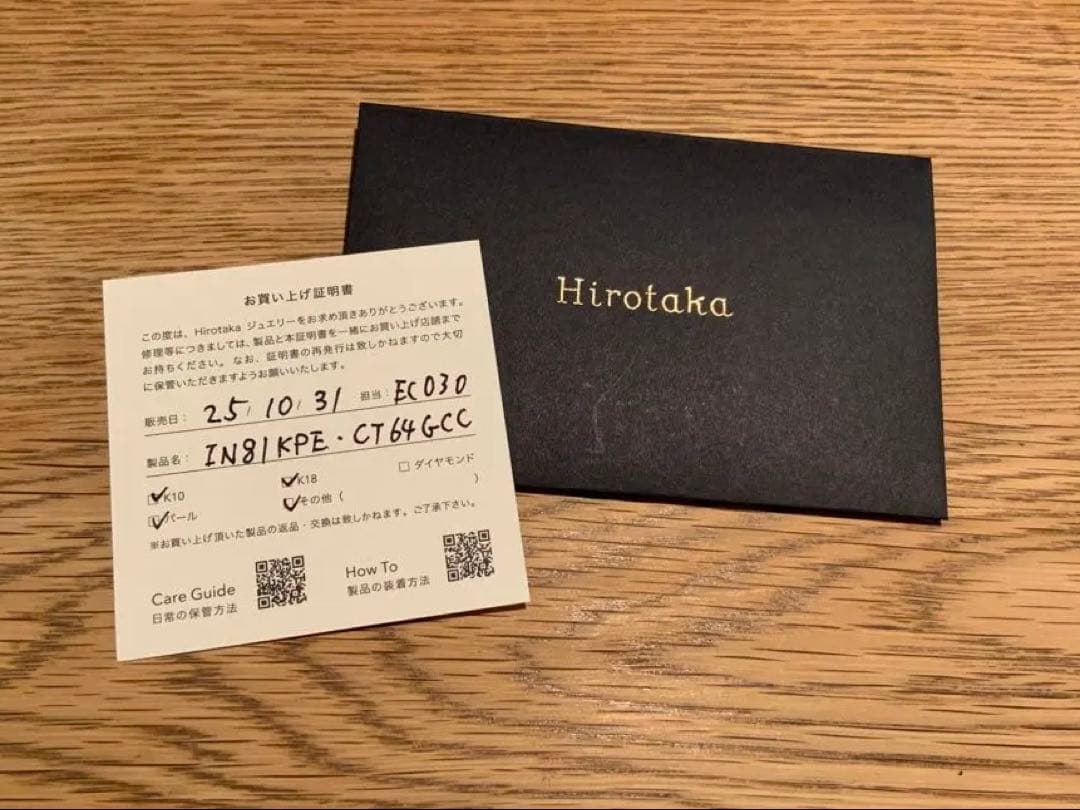 Hirotaka
お買い上げ証明書
この度は、Hirotaka ジュエリーをお求め頂きありがとうございます。
修理等につきましては、製品と本証明書を一緒にお買い上げ店舗まで
お持ちください。なお、証明書の再発行は致しかねますので大切
に保管いただきますようお願いいたします。
販売日： 25/ 10/ 31 担当： EC030
製品名： IN81KPE・CT64GCC
K10 K18 ダイヤモンド
パール その他（ ）
※お買い上げ頂いた製品の返品・交換は致しかねます。ご了承下さい。
Care Guide How To
日常の保管方法 製品の装着方法